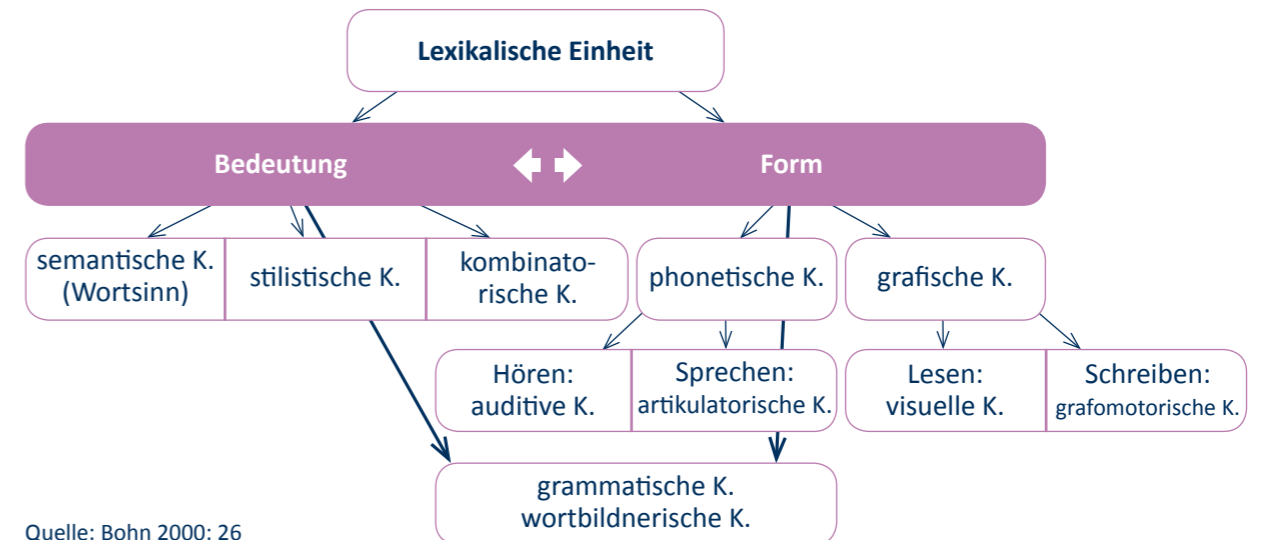 Lexikalische Einheit
Bedeutung
Form
semantische K.
(Wortsinn)
stilistische K.
kombinato-
rische K.
phonetische K.
grafische K.
Hören:
auditive K.
Sprechen:
artikulatorische K.
Lesen:
visuelle K.
Schreiben:
grafomotorische K.
grammatische K.
wortbildnerische K.
Quelle: Bohn 2000: 26